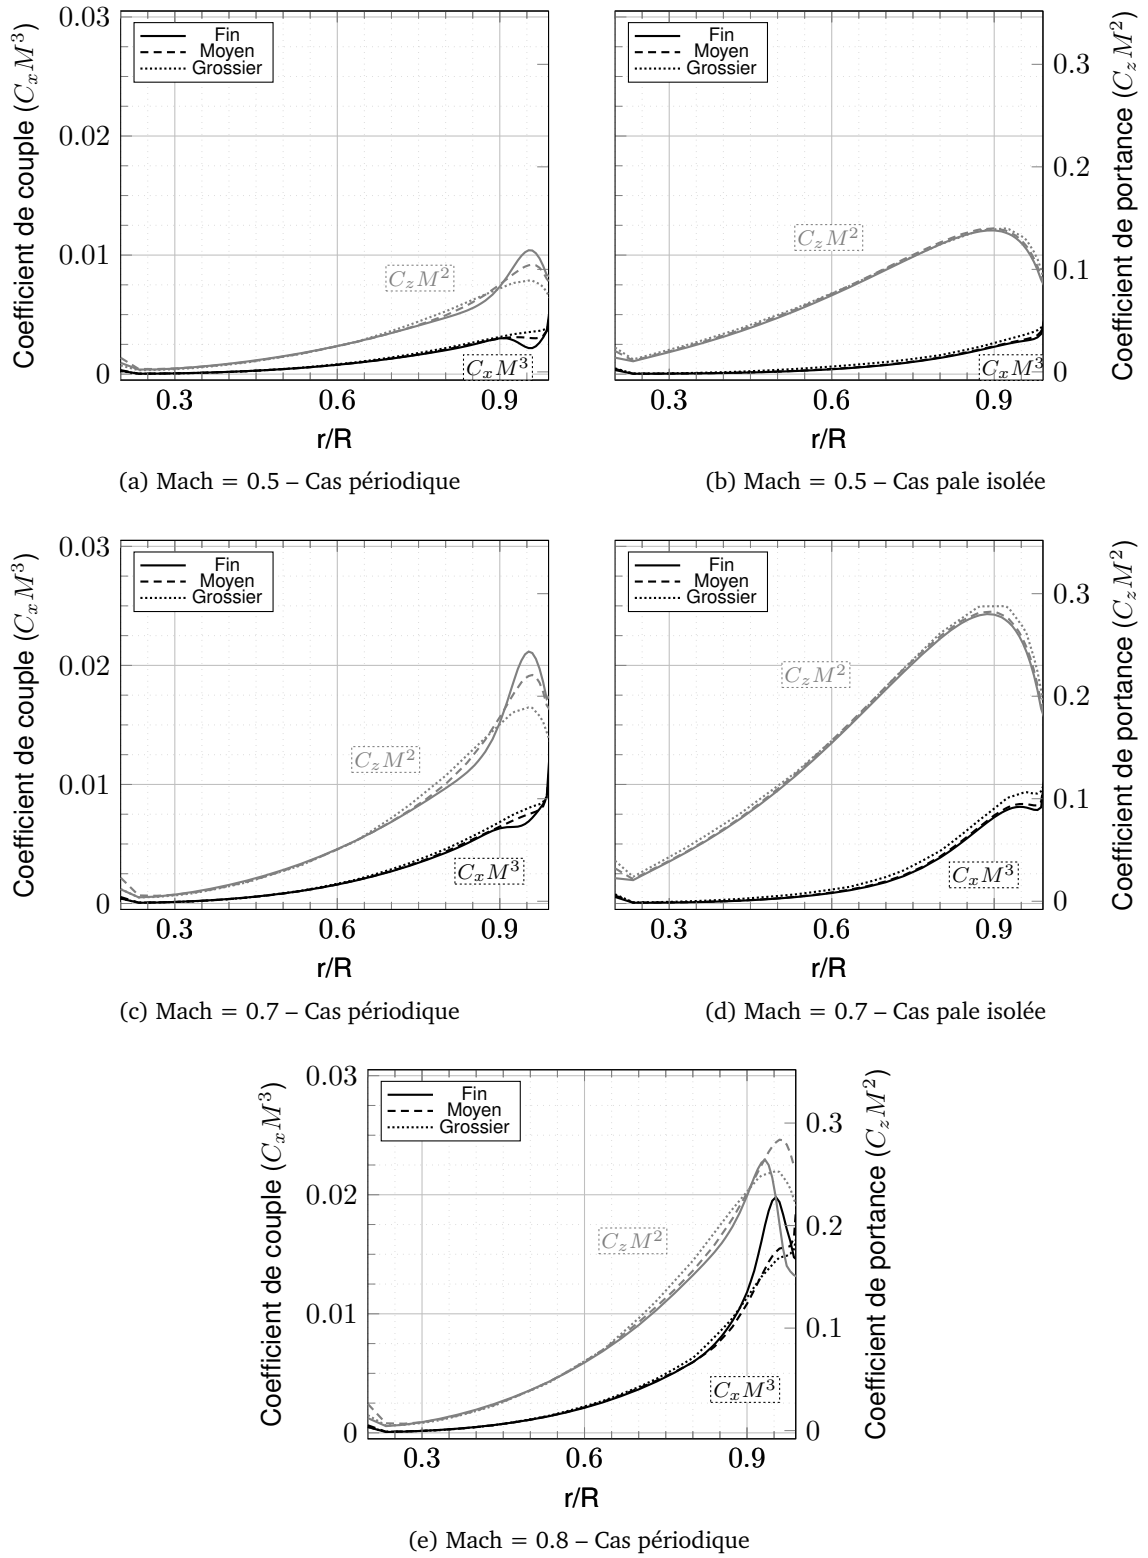 Coefficient de couple (C_xM^3)
0.03
0.02
0.01
0
Fin
Moyen
Grossier
C_zM^2
C_xM^3
0.3 0.6 0.9
r/R
(a) Mach = 0.5 – Cas périodique
Fin
Moyen
Grossier
C_zM^2
C_xM^3
0.3
0.2
0.1
0
Coefficient de portance (C_zM^2)
0.3 0.6 0.9
r/R
(b) Mach = 0.5 – Cas pale isolée
Coefficient de couple (C_xM^3)
0.03
0.02
0.01
0
Fin
Moyen
Grossier
C_zM^2
C_xM^3
0.3 0.6 0.9
r/R
(c) Mach = 0.7 – Cas périodique
Fin
Moyen
Grossier
C_zM^2
C_xM^3
0.3
0.2
0.1
0
Coefficient de portance (C_zM^2)
0.3 0.6 0.9
r/R
(d) Mach = 0.7 – Cas pale isolée
Coefficient de couple (C_xM^3)
0.03
0.02
0.01
0
Fin
Moyen
Grossier
C_zM^2
C_xM^3
0.3
0.2
0.1
0
Coefficient de portance (C_zM^2)
0.3 0.6 0.9
r/R
(e) Mach = 0.8 – Cas périodique